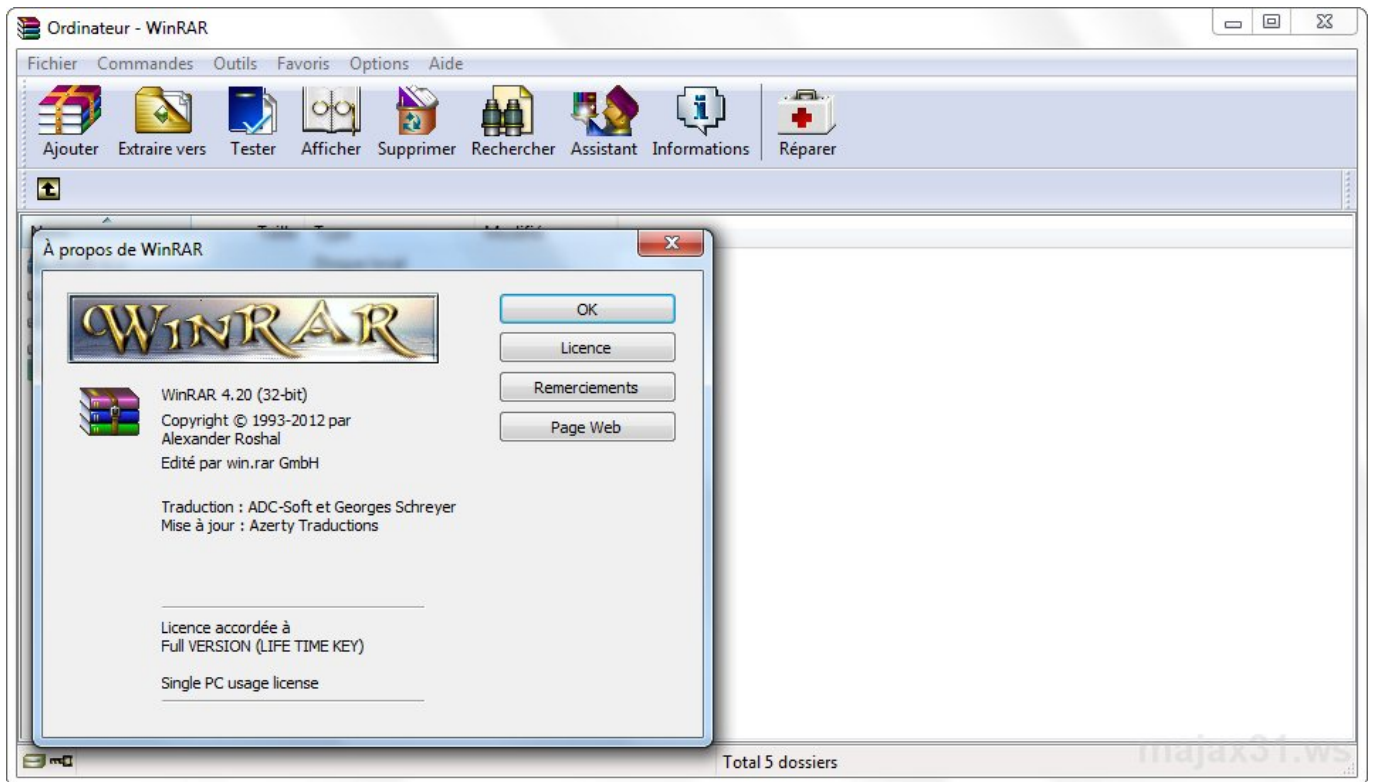 Ordinateur - WinRAR
Fichier Commandes Outils Favoris Options Aide
Ajouter Extraire vers Tester Afficher Supprimer Rechercher Assistant Informations Réparer
À propos de WinRAR
WINRAR
OK
Licence
Remerciements
Page Web
WinRAR 4.20 (32-bit)
Copyright © 1993-2012 par
Alexander Roshal
Edité par win.rar GmbH
Traduction : ADC-Soft et Georges Schreyer
Mise à jour : Azerty Traductions
Licence accordée à
Full VERSION (LIFE TIME KEY)
Single PC usage license
Total 5 dossiers
majax31.ws